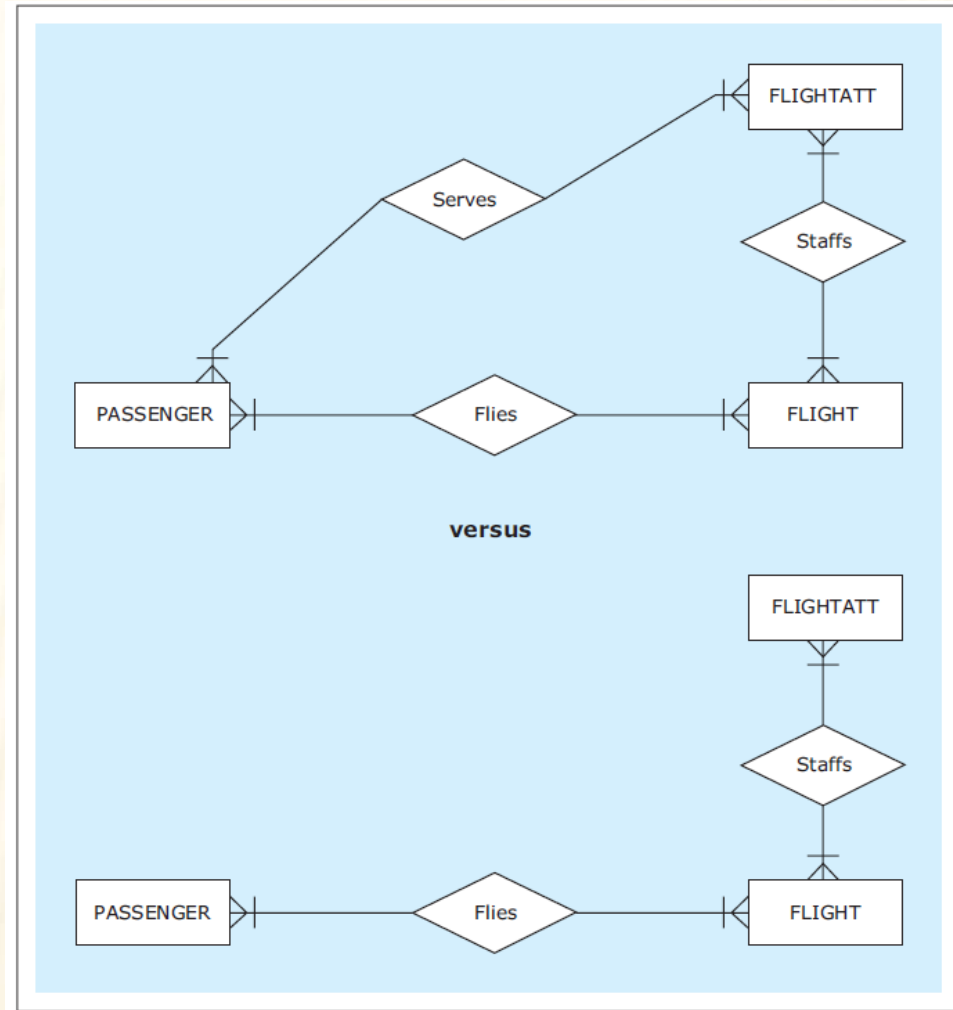 FLIGHTATT
Serves
Staffs
PASSENGER
Flies
FLIGHT
versus
FLIGHTATT
Staffs
PASSENGER
Flies
FLIGHT